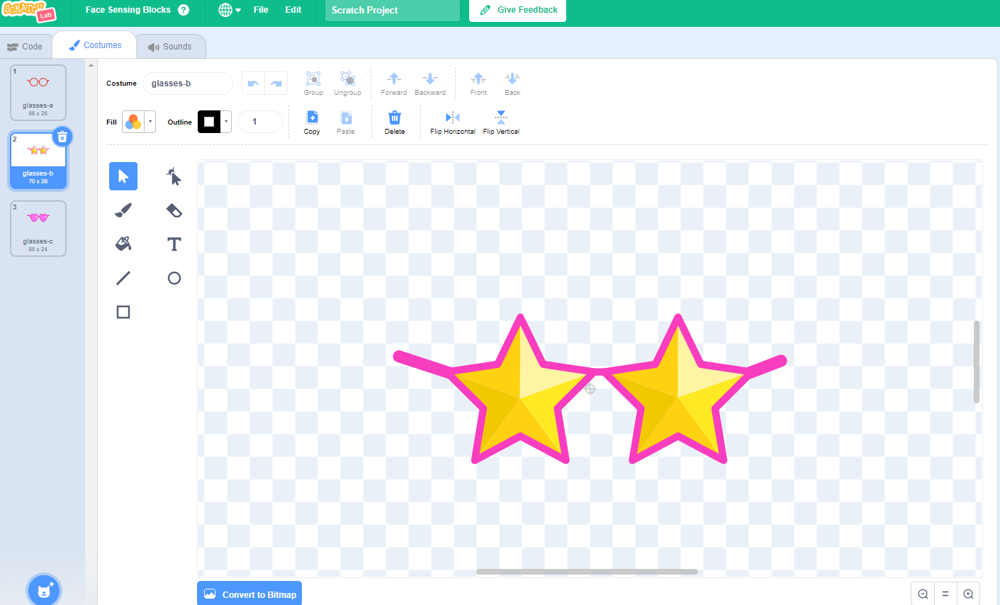 SCRATCH
Lab
Face Sensing Blocks ?
File
Edit
Scratch Project
Give Feedback
Code
Costumes
Sounds
1
glasses-a
66 x 26
2
glasses-b
70 x 28
3
glasses-c
68 x 24
Costume
glasses-b
Group
Ungroup
Forward
Backward
Front
Back
Fill
Outline
1
Copy
Paste
Delete
Flip Horizontal
Flip Vertical
T
Convert to Bitmap
=